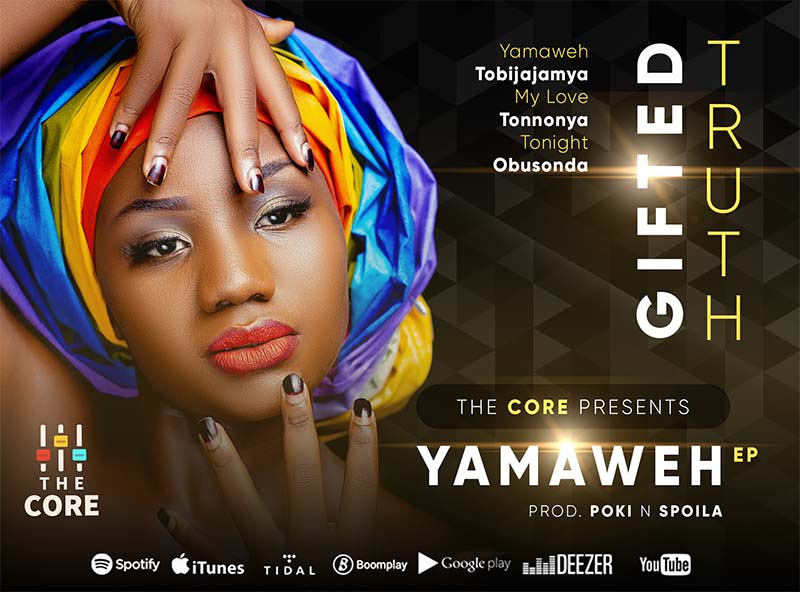 Yamaweh
Tobijajamya
My Love
Tonnonya
Tonight
Obusonda
GIFTED
TRUTH
THE CORE PRESENTS
YAMAWEH EP
PROD. POKI N SPOILA
THE
CORE
Spotify iTunes TIDAL Boomplay Google play DEEZER YouTube